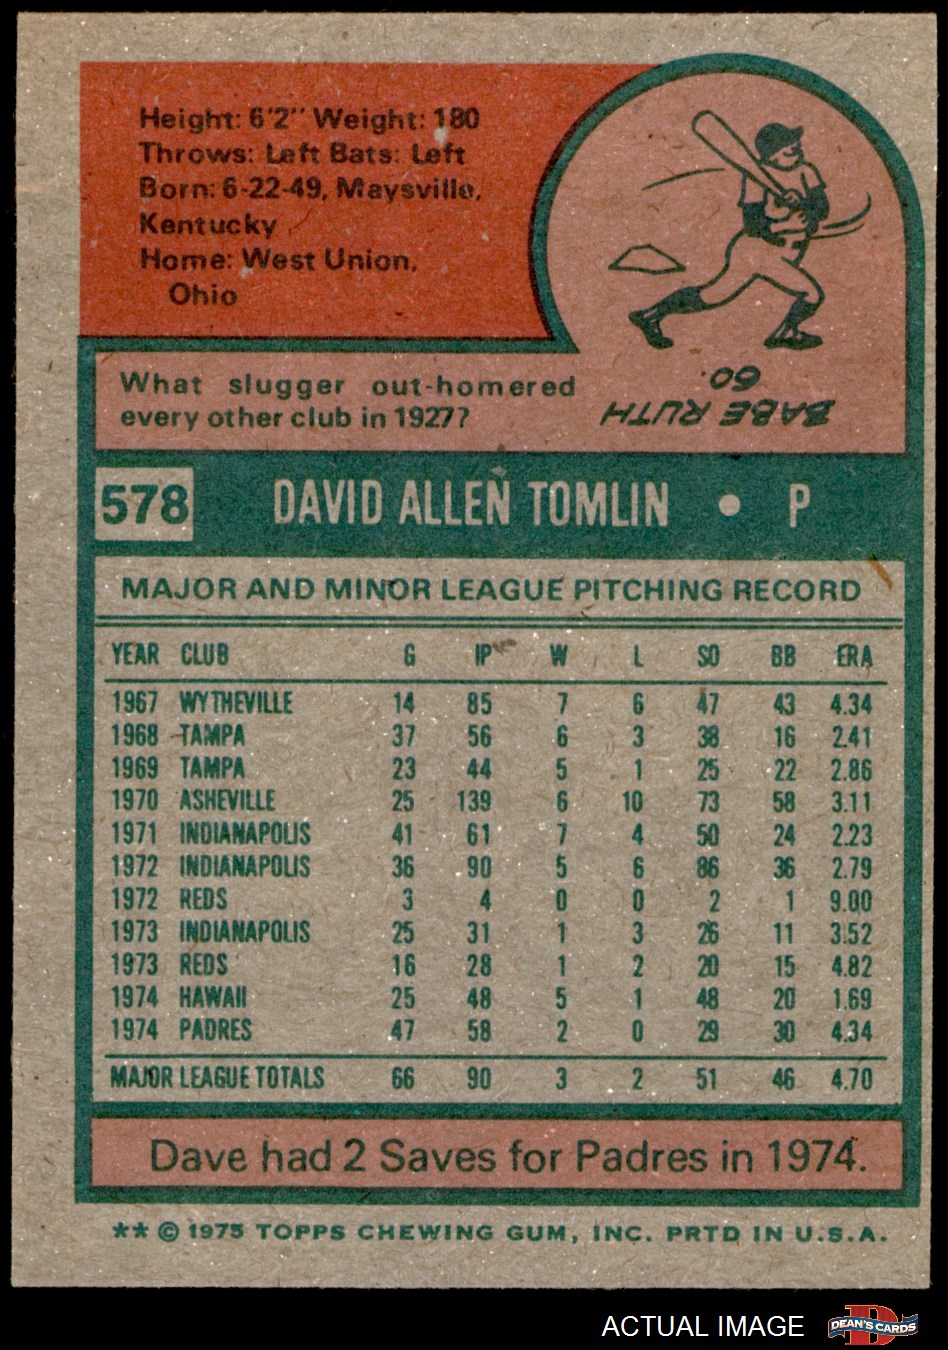 Height: 6'2" Weight: 180
Throws: Left Bats: Left
Born: 6-22-49, Maysville,
Kentucky
Home: West Union,
Ohio
What slugger out-homered
every other club in 1927?
BABE RUTH
60.
578 DAVID ALLEN TOMLIN • P
MAJOR AND MINOR LEAGUE PITCHING RECORD
YEAR CLUB G IP W L SO BB ERA
1967 WYTHEVILLE 14 85 7 6 47 43 4.34
1968 TAMPA 37 56 6 3 38 16 2.41
1969 TAMPA 23 44 5 1 25 22 2.86
1970 ASHEVILLE 25 139 6 10 73 58 3.11
1971 INDIANAPOLIS 41 61 7 4 50 24 2.23
1972 INDIANAPOLIS 36 90 5 6 86 36 2.79
1972 REDS 3 4 0 0 2 1 9.00
1973 INDIANAPOLIS 25 31 1 3 26 11 3.52
1973 REDS 16 28 1 2 20 15 4.82
1974 HAWAII 25 48 5 1 48 20 1.69
1974 PADRES 47 58 2 0 29 30 4.34
MAJOR LEAGUE TOTALS 66 90 3 2 51 46 4.70
Dave had 2 Saves for Padres in 1974.
** © 1975 TOPPS CHEWING GUM, INC. PRTD IN U.S.A.
ACTUAL IMAGE
D
DEAN'S CARDS